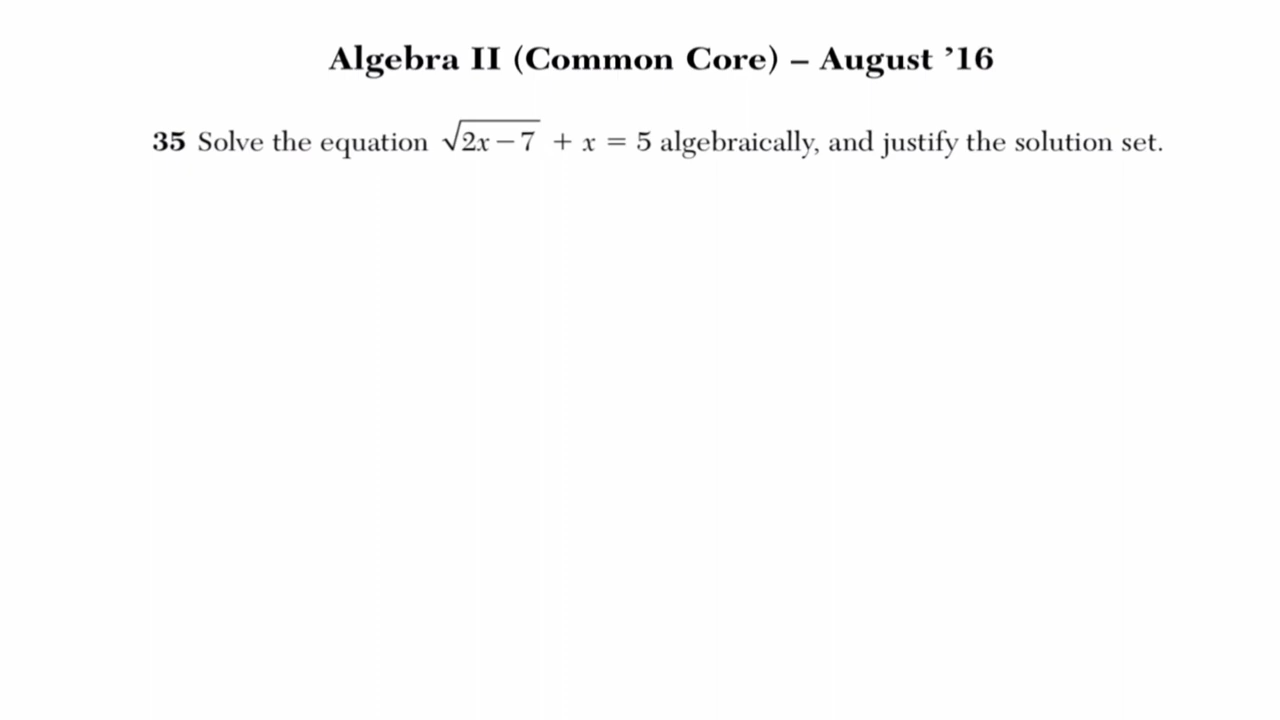 Algebra II (Common Core) – August ’16
35 Solve the equation √2x – 7 + x = 5 algebraically, and justify the solution set.